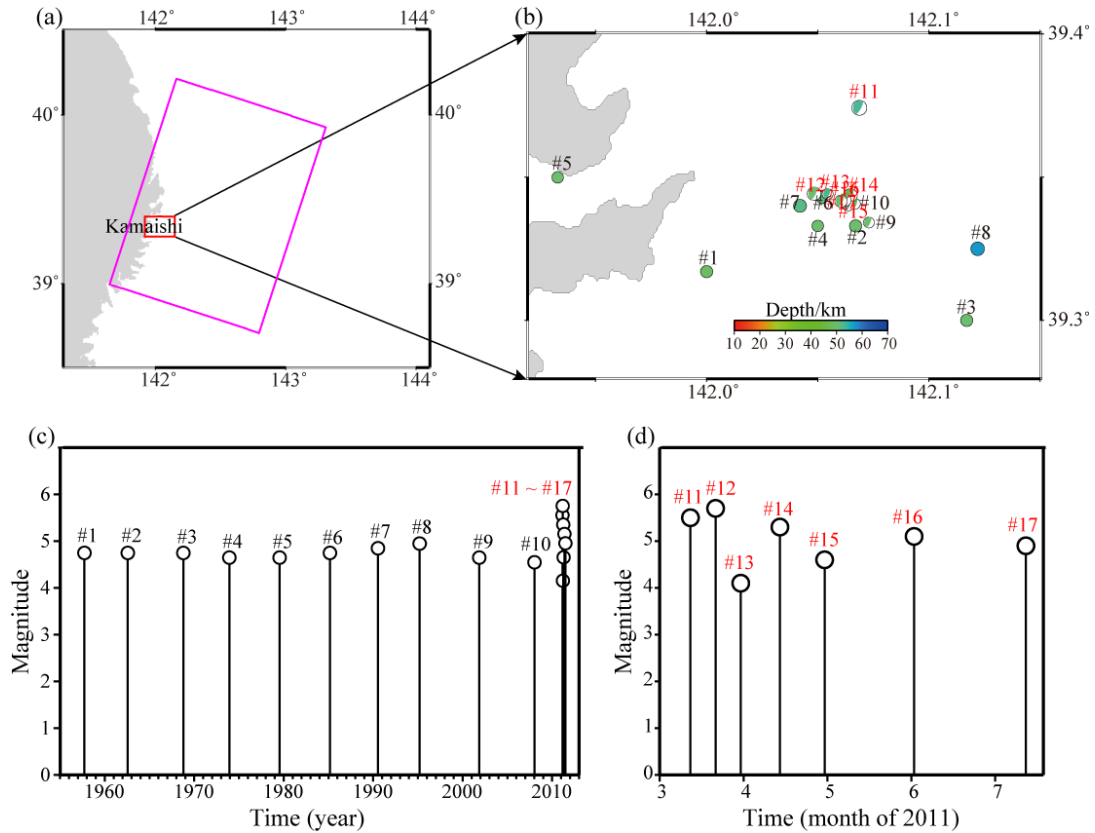 (a)
142° 143° 144°
40° 40°
Kamaishi
39° 39°
142° 143° 144°
(b)
142.0° 142.1°
39.4°
#11
#5
#12 #13 #14
#7 #6 #10
#15 #9
#4 #2 #8
#1
#3
39.3°
Depth/km
10 20 30 40 50 60 70
142.0° 142.1°
(c)
Magnitude
6
5
4
3
2
1
0
#1 #2 #3 #4 #5 #6 #7 #8 #9 #10
#11 ~ #17
1960 1970 1980 1990 2000 2010
Time (year)
(d)
Magnitude
6
5
4
3
2
1
0
#11 #12 #13 #14 #15 #16 #17
3 4 5 6 7
Time (month of 2011)